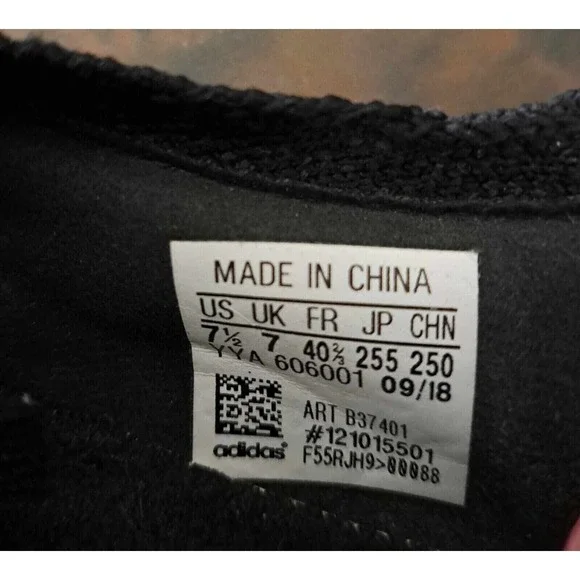 MADE IN CHINA
US UK FR JP CHN
7½ 7 40⅔ 255 250
YYA 606001 09/18
ART B37401
#121015501
adidas F55RJH9>00088